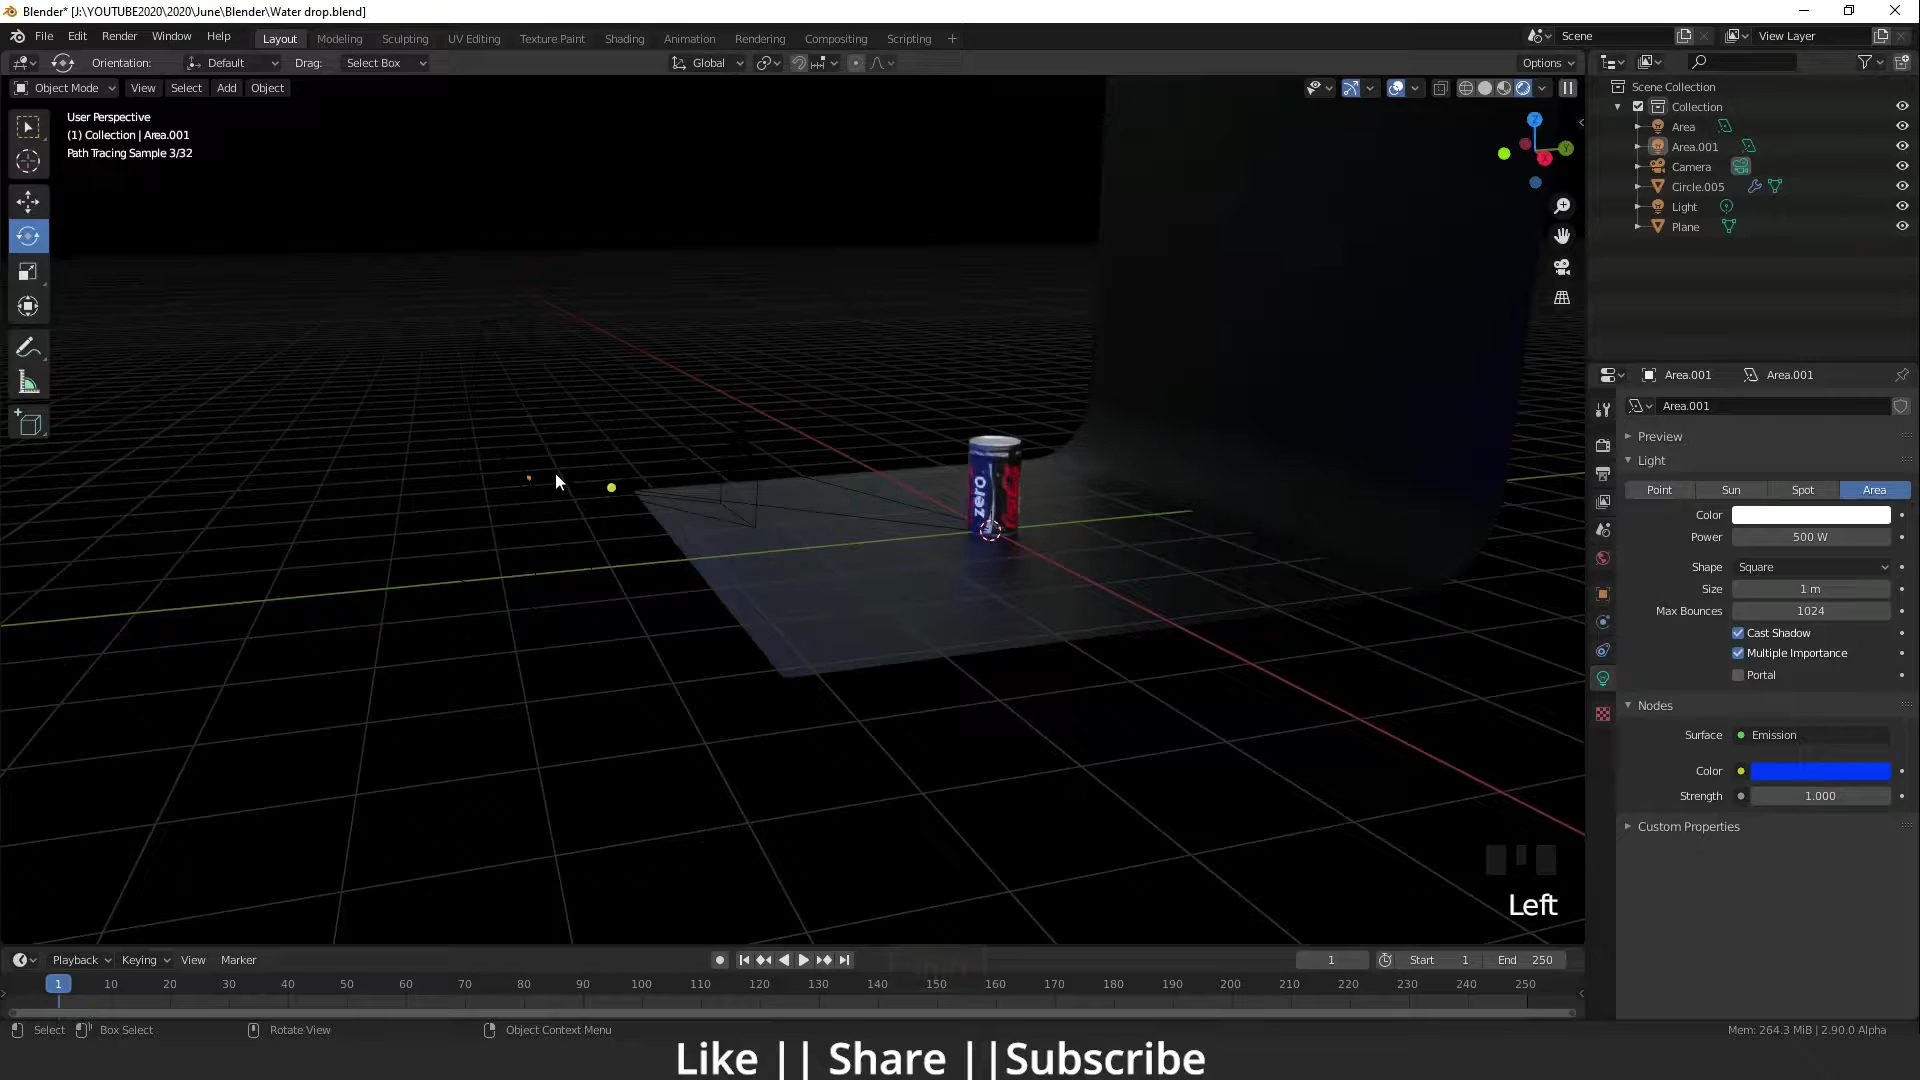 Blender* [J:\YOUTUBE2020\2020\June\Blender\Water drop.blend]
File Edit Render Window Help Layout Modeling Sculpting UV Editing Texture Paint Shading Animation Rendering Compositing Scripting + Scene View Layer
Orientation: Default Drag: Select Box Global Options
Object Mode View Select Add Object
User Perspective
(1) Collection | Area.001
Path Tracing Sample 3/32
Z
Y
X
zero
Scene Collection
Collection
Area
Area.001
Camera
Circle.005
Light
Plane
Area.001 Area.001
Area.001
Preview
Light
Point Sun Spot Area
Color
Power 500 W
Shape Square
Size 1 m
Max Bounces 1024
Cast Shadow
Multiple Importance
Portal
Nodes
Surface Emission
Color
Strength 1.000
Custom Properties
Left
Playback Keying View Marker 1 Start 1 End 250
1 10 20 30 40 50 60 70 80 90 100 110 120 130 140 150 160 170 180 190 200 210 220 230 240 250
Select Box Select Rotate View Object Context Menu Mem: 264.3 MiB | 2.90.0 Alpha
Like || Share ||Subscribe